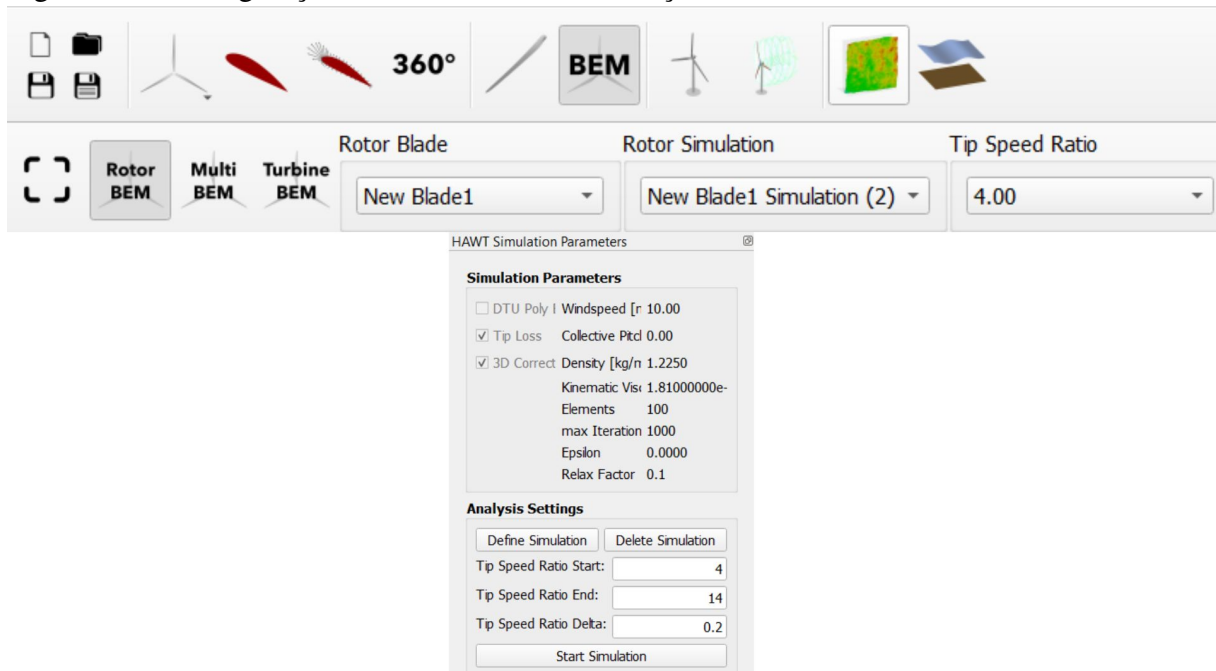 360°
BEM
Rotor Blade
Rotor Simulation
Tip Speed Ratio
Rotor
BEM
Multi
BEM
Turbine
BEM
New Blade1
New Blade1 Simulation (2)
4.00
HAWT Simulation Parameters
Simulation Parameters
DTU Poly Windspeed [ 10.00
Tip Loss Collective 0.00
3D Correct Density [kg/ 1.2250
Kinematic 1.81000000e-
Elements 100
max Iteration 1000
Epsilon 0.0000
Relax Factor 0.1
Analysis Settings
Define Simulation Delete Simulation
Tip Speed Ratio Start: 4
Tip Speed Ratio End: 14
Tip Speed Ratio Delta: 0.2
Start Simulation